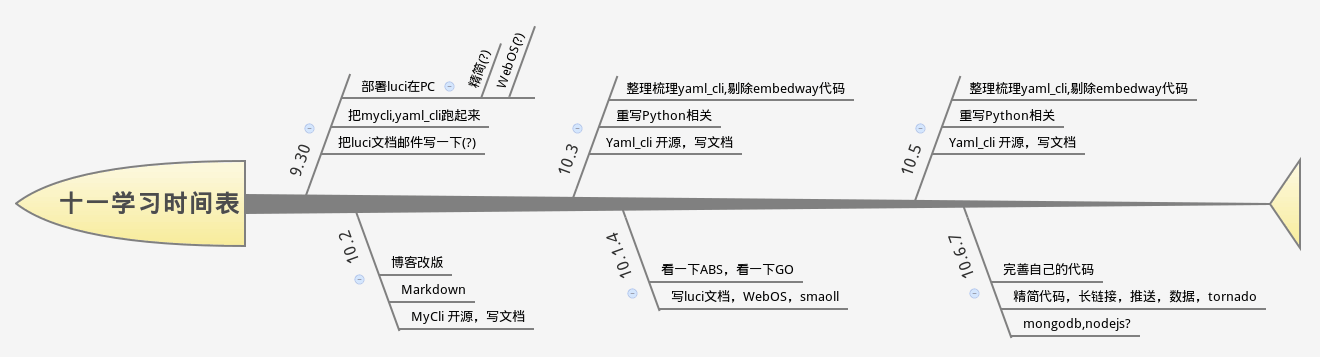 十一学习时间表
9.30
部署luci在PC
精简(?)
WebOS(?)
把mycli,yaml_cli跑起来
把luci文档邮件写一下(?)
10.2
博客改版
Markdown
MyCli 开源，写文档
10.3
整理梳理yaml_cli,剔除embedway代码
重写Python相关
Yaml_cli 开源，写文档
10.1.4
看一下ABS，看一下GO
写luci文档，WebOS，smaoll
10.5
整理梳理yaml_cli,剔除embedway代码
重写Python相关
Yaml_cli 开源，写文档
10.6.7
完善自己的代码
精简代码，长链接，推送，数据，tornado
mongodb,nodejs?